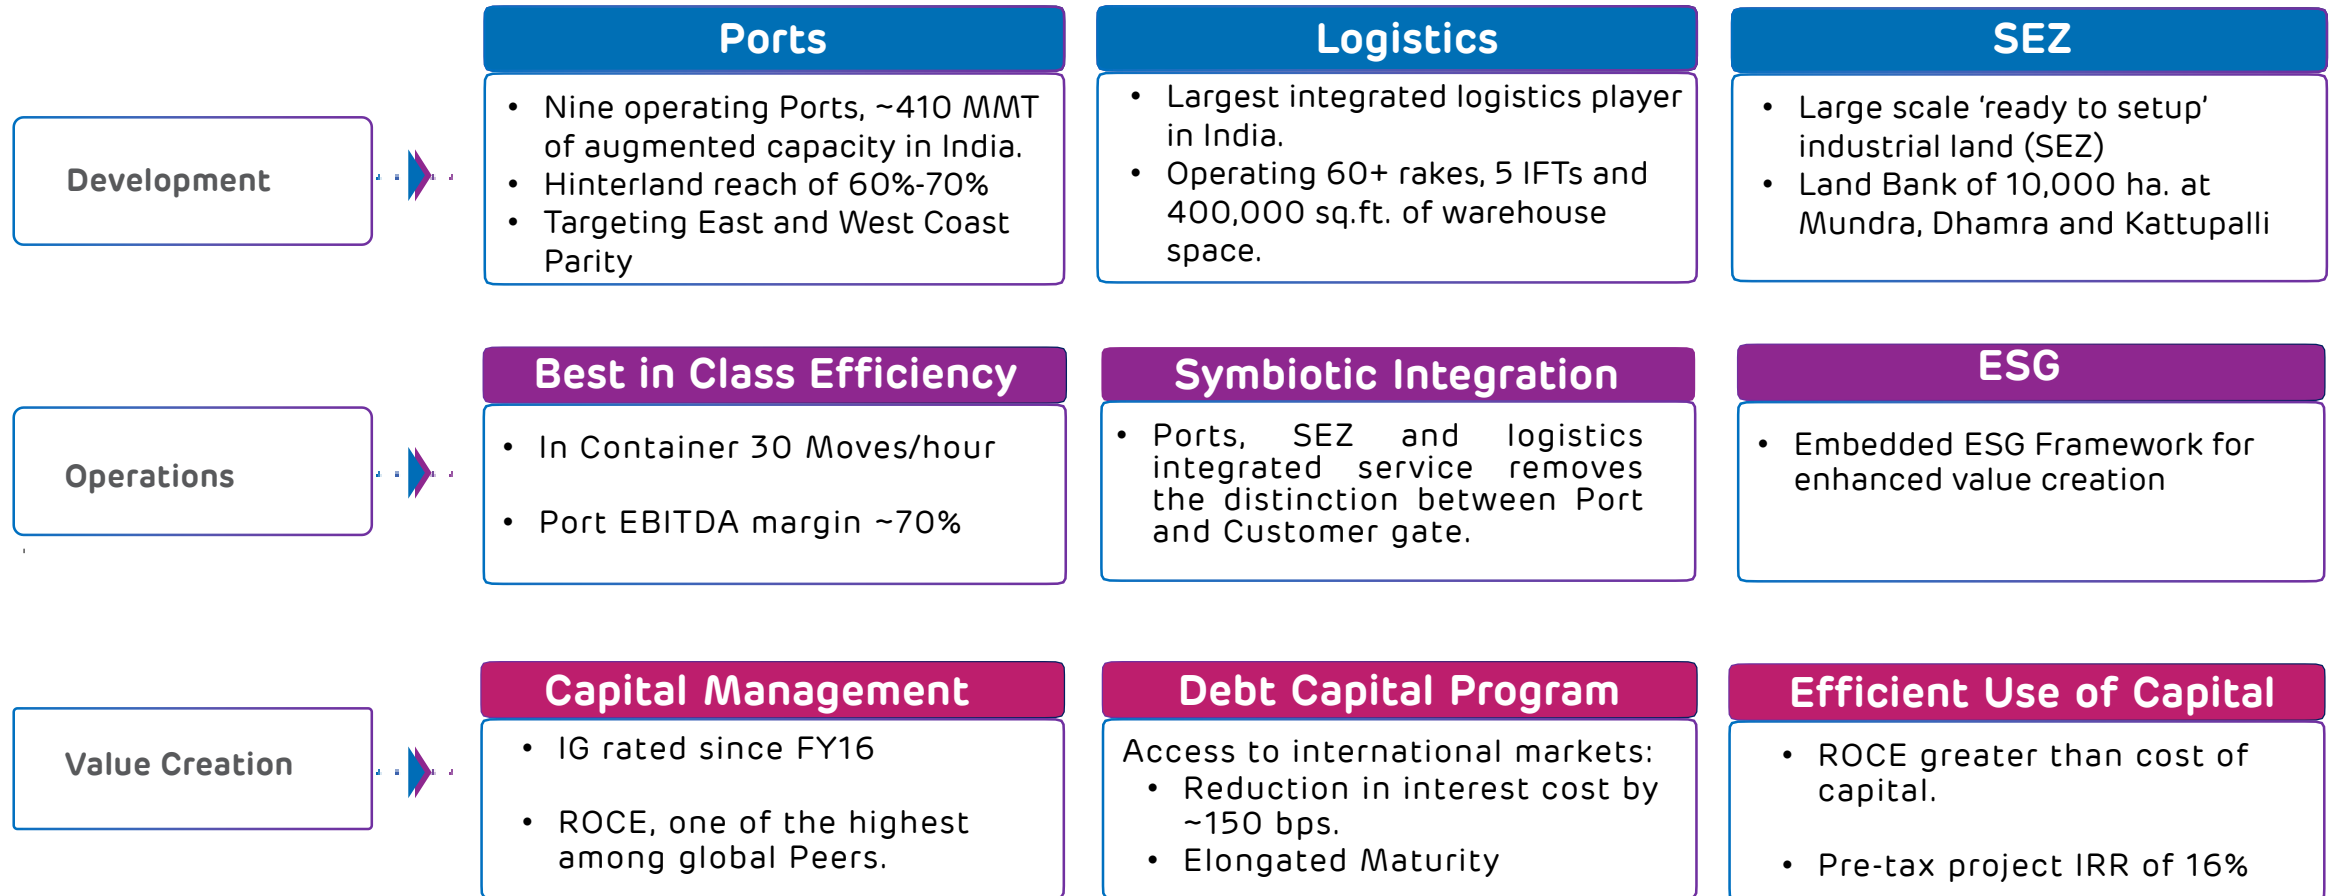 Ports
Logistics
SEZ
Development
• Nine operating Ports, ~410 MMT
of augmented capacity in India.
• Hinterland reach of 60%-70%
• Targeting East and West Coast
Parity
• Largest integrated logistics player
in India.
• Operating 60+ rakes, 5 IFTs and
400,000 sq.ft. of warehouse
space.
• Large scale ‘ready to setup’
industrial land (SEZ)
• Land Bank of 10,000 ha. at
Mundra, Dhamra and Kattupalli
Best in Class Efficiency
Symbiotic Integration
ESG
Operations
• In Container 30 Moves/hour
• Port EBITDA margin ~70%
• Ports, SEZ and logistics
integrated service removes
the distinction between Port
and Customer gate.
• Embedded ESG Framework for
enhanced value creation
Capital Management
Debt Capital Program
Efficient Use of Capital
Value Creation
• IG rated since FY16
• ROCE, one of the highest
among global Peers.
Access to international markets:
• Reduction in interest cost by
~150 bps.
• Elongated Maturity
• ROCE greater than cost of
capital.
• Pre-tax project IRR of 16%